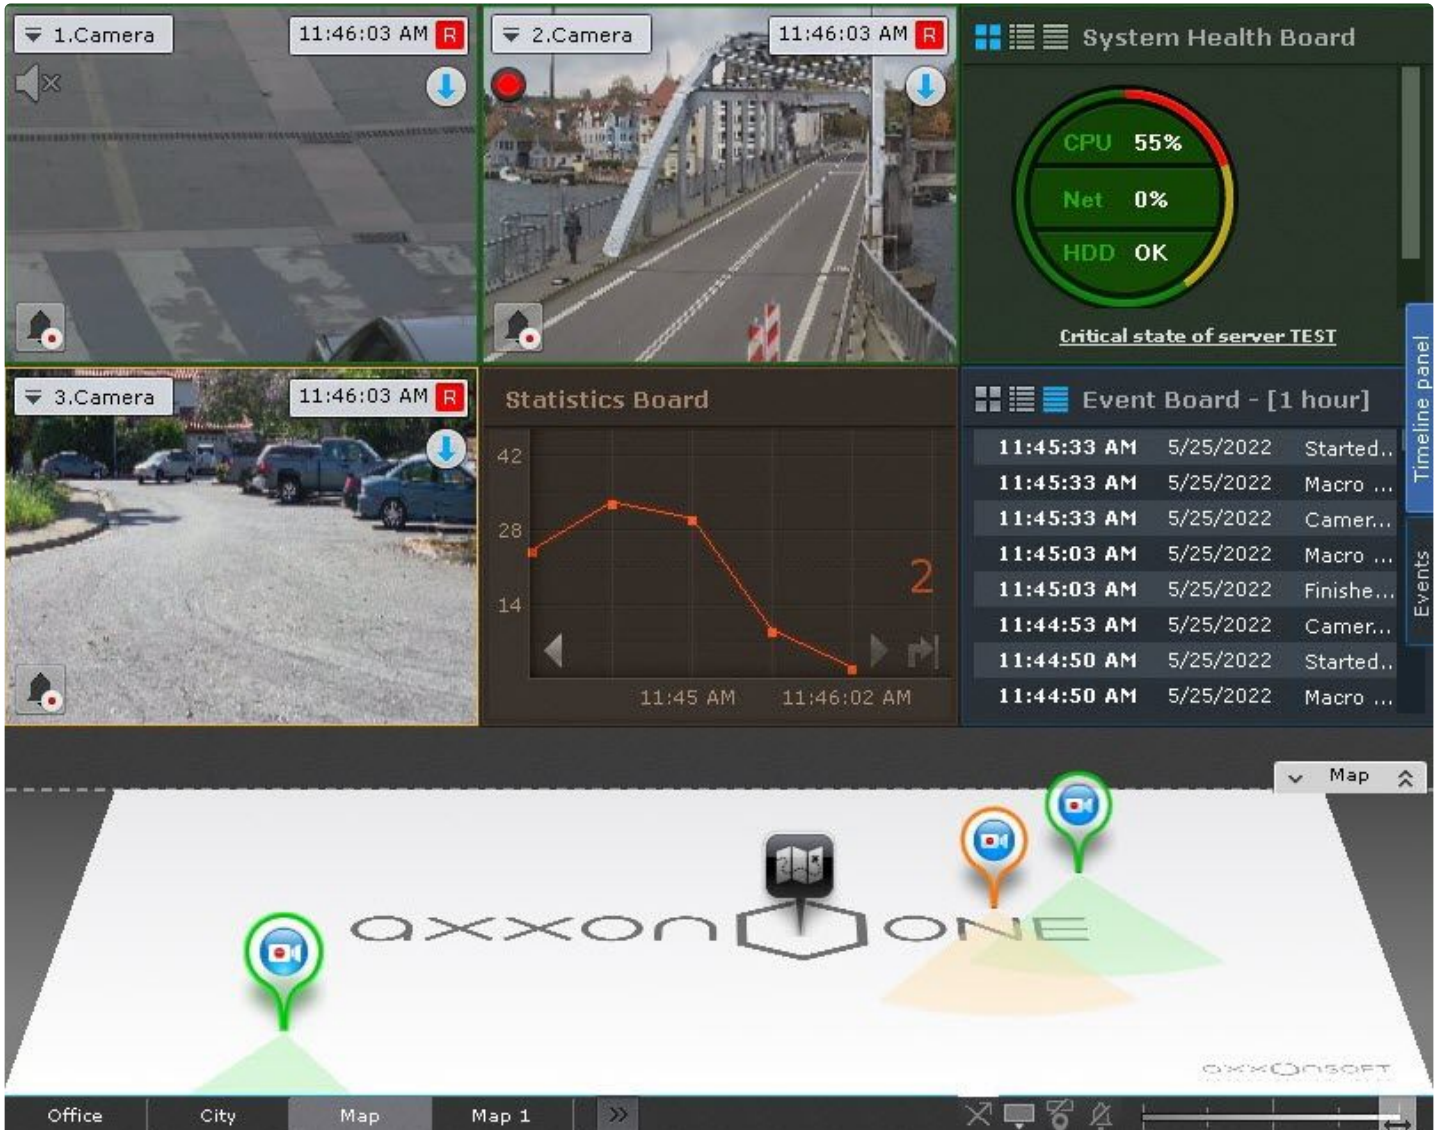 1.Camera
11:46:03 AM R
2.Camera
11:46:03 AM R
System Health Board
CPU 55%
Net 0%
HDD OK
Critical state of server TEST
3.Camera
11:46:03 AM R
Statistics Board
42
28
14
2
11:45 AM 11:46:02 AM
Event Board - [1 hour]
11:45:33 AM 5/25/2022 Started..
11:45:33 AM 5/25/2022 Macro ...
11:45:33 AM 5/25/2022 Camer...
11:45:03 AM 5/25/2022 Macro ...
11:45:03 AM 5/25/2022 Finishe...
11:44:53 AM 5/25/2022 Camer...
11:44:50 AM 5/25/2022 Started..
11:44:50 AM 5/25/2022 Macro ...
Timeline panel
Events
Map
axxon ONE
axxonsoft
Office City Map Map 1 >>